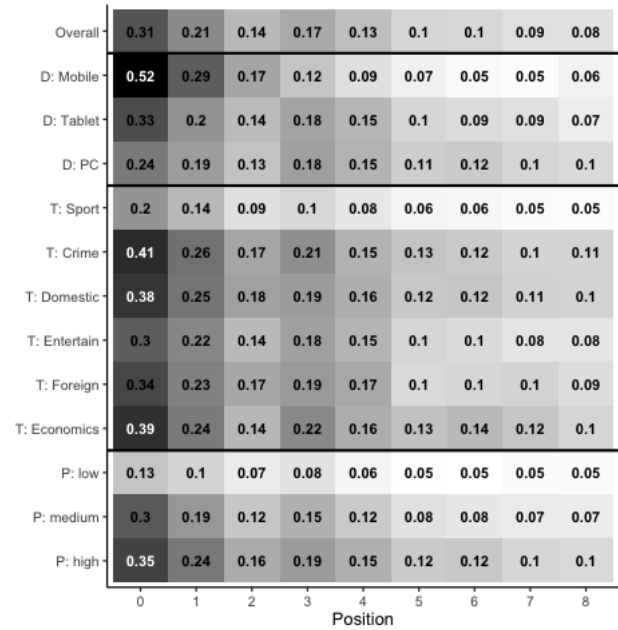 Overall 0.31 0.21 0.14 0.17 0.13 0.1 0.1 0.09 0.08
D: Mobile 0.52 0.29 0.17 0.12 0.09 0.07 0.05 0.05 0.06
D: Tablet 0.33 0.2 0.14 0.18 0.15 0.1 0.09 0.09 0.07
D: PC 0.24 0.19 0.13 0.18 0.15 0.11 0.12 0.1 0.1
T: Sport 0.2 0.14 0.09 0.1 0.08 0.06 0.06 0.05 0.05
T: Crime 0.41 0.26 0.17 0.21 0.15 0.13 0.12 0.1 0.11
T: Domestic 0.38 0.25 0.18 0.19 0.16 0.12 0.12 0.11 0.1
T: Entertain 0.3 0.22 0.14 0.18 0.15 0.1 0.1 0.08 0.08
T: Foreign 0.34 0.23 0.17 0.19 0.17 0.1 0.1 0.1 0.09
T: Economics 0.39 0.24 0.14 0.22 0.16 0.13 0.14 0.12 0.1
P: low 0.13 0.1 0.07 0.08 0.06 0.05 0.05 0.05 0.05
P: medium 0.3 0.19 0.12 0.15 0.12 0.08 0.08 0.07 0.07
P: high 0.35 0.24 0.16 0.19 0.15 0.12 0.12 0.1 0.1
0 1 2 3 4 5 6 7 8
Position